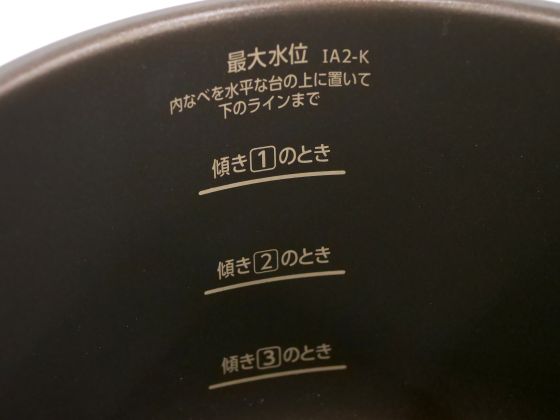 最大水位 IA2-K
内なべを水平な台の上に置いて
下のラインまで
傾き1のとき
傾き2のとき
傾き3のとき